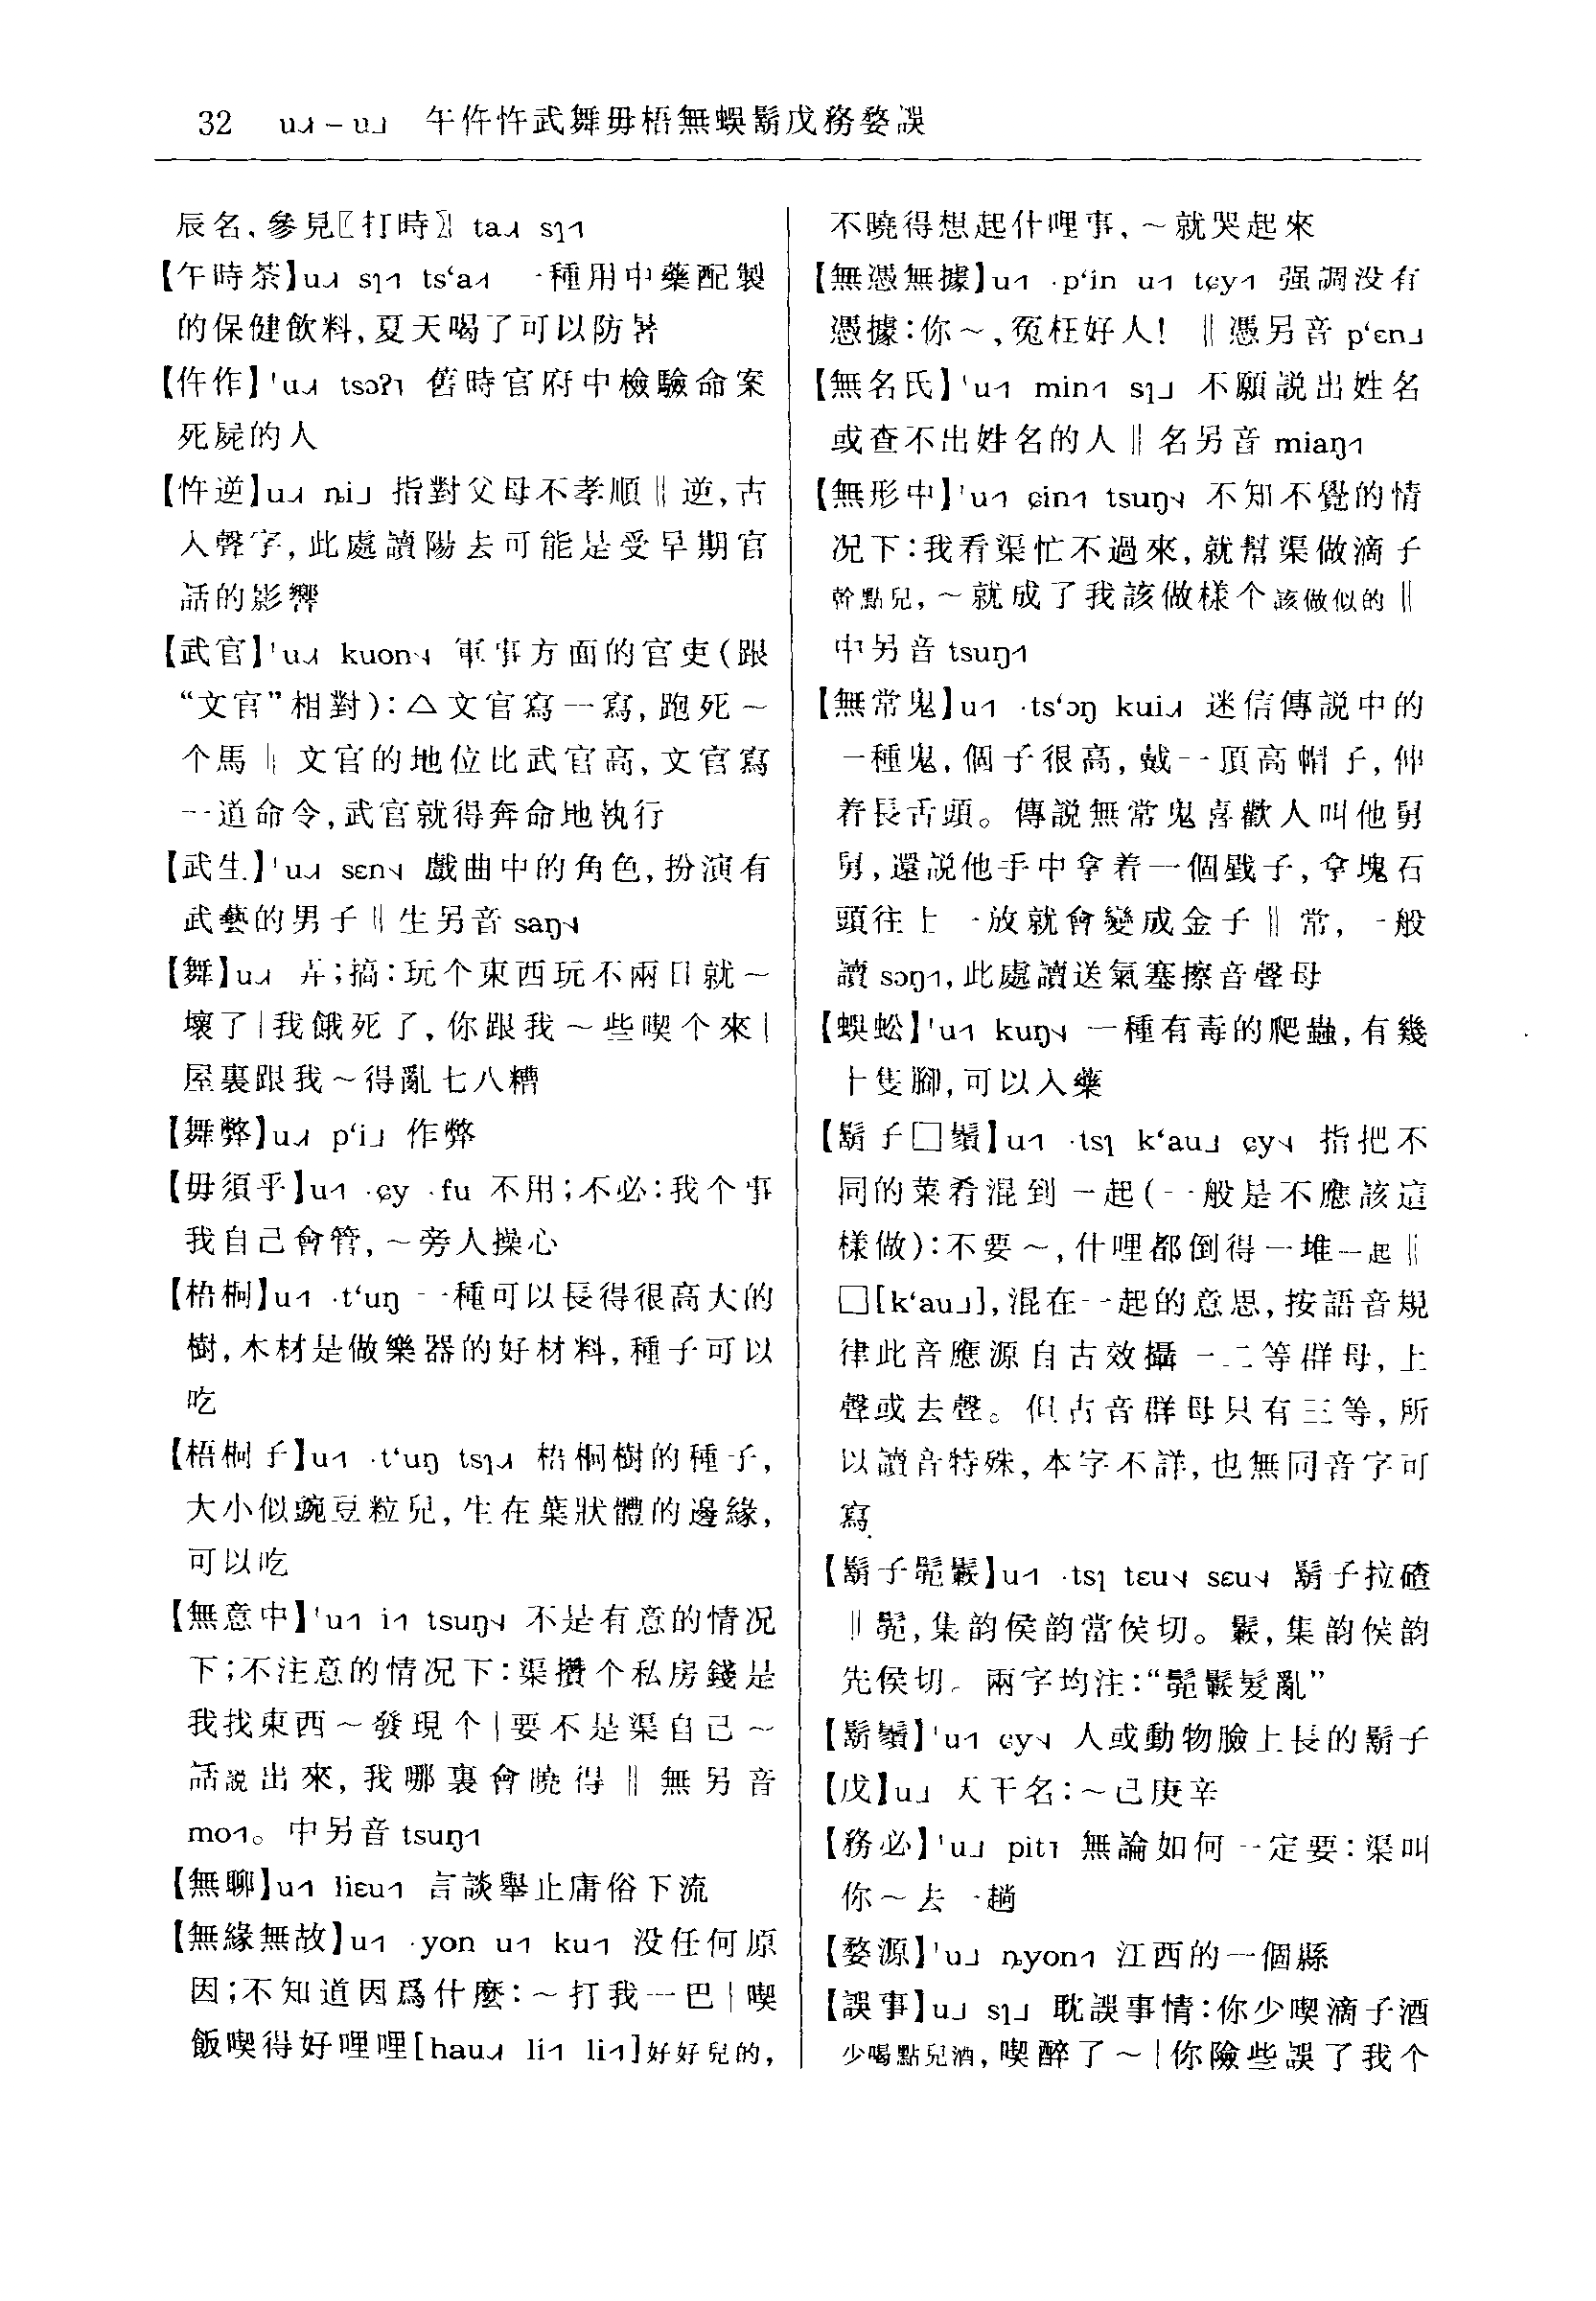 32 uʌ˩ – u˩ 午仵忤武舞毋梧無蜈鬍戊務婺誤
辰名,參見〖打時〗 ta˨˩˧ sʅ˧˥
【午時茶】u˨˩˧ sʅ˧˥ ts‘a˧˥ 一種用中藥配製
的保健飲料,夏天喝了可以防暑
【仵作】'u˨˩˧ tsɔʔ˥ 舊時官府中檢驗命案
死屍的人
【忤逆】u˨˩˧ ȵi˩ 指對父母不孝順‖逆,古
入聲字,此處讀陽去可能是受早期官
話的影響
【武官】'u˨˩˧ kuon˦˨ 軍事方面的官吏(跟
“文官”相對):△文官寫一寫,跑死~
个馬‖文官的地位比武官高,文官寫
一道命令,武官就得奔命地執行
【武生】'u˨˩˧ sɛn˦˨ 戲曲中的角色,扮演有
武藝的男子‖生另音 saŋ˦˨
【舞】u˨˩˧ 弄;搞:玩个東西玩不兩日就~
壞了|我餓死了,你跟我~些喫个來|
屋裏跟我~得亂七八糟
【舞弊】u˨˩˧ p‘i˩ 作弊
【毋須乎】u˧˥ ·ɕy ·fu 不用;不必:我个事
我自己會管,~旁人操心
【梧桐】u˧˥ ·t‘uŋ 一種可以長得很高大的
樹,木材是做樂器的好材料,種子可以
吃
【梧桐子】u˧˥ ·t‘uŋ tsʅ˨˩˧ 梧桐樹的種子,
大小似豌豆粒兒,生在葉狀體的邊緣,
可以吃
【無意中】'u˧˥ i˧˥ tsuŋ˦˨ 不是有意的情况
下;不注意的情况下:渠攢个私房錢是
我找東西~發現个|要不是渠自己~
話説出來,我哪裏會曉得‖無另音
mo˧˥。中另音 tsuŋ˧˥
【無聊】u˧˥ liɛu˧˥ 言談舉止庸俗下流
【無緣無故】u˧˥ ·yon u˧˥ ku˧˥ 没任何原
因;不知道因爲什麼:~打我一巴|喫
飯喫得好哩哩[hau˨˩˧ li˧˥ li˧˥]好好兒的,
不曉得想起什哩事,~就哭起來
【無憑無據】u˧˥ ·p‘in u˧˥ tɕy˧˥ 强調没有
憑據:你~,冤枉好人!‖憑另音 p‘ɛn˩
【無名氏】'u˧˥ min˧˥ sʅ˩ 不願説出姓名
或查不出姓名的人‖名另音 miaŋ˧˥
【無形中】'u˧˥ ɕin˧˥ tsuŋ˦˨ 不知不覺的情
况下:我看渠忙不過來,就幫渠做滴子
幹點兒,~就成了我該做樣个該做似的‖
中另音 tsuŋ˧˥
【無常鬼】u˧˥ ·ts‘ɔŋ kui˨˩˧ 迷信傳説中的
一種鬼,個子很高,戴一頂高帽子,伸
着長舌頭。傳説無常鬼喜歡人叫他舅
舅,還説他手中拿着一個戥子,拿塊石
頭往上一放就會變成金子‖常,一般
讀 sɔŋ˧˥,此處讀送氣塞擦音聲母
【蜈蚣】'u˧˥ kuŋ˦˨ 一種有毒的爬蟲,有幾
十隻腳,可以入藥
【鬍子□鬚】u˧˥ ·tsʅ k‘au˩ ɕy˦˨ 指把不
同的菜肴混到一起(一般是不應該這
樣做):不要~,什哩都倒得一堆一起‖
□[k‘au˩],混在一起的意思,按語音規
律此音應源自古效攝一二等群母,上
聲或去聲。但古音群母只有三等,所
以讀音特殊,本字不詳,也無同音字可
寫
【鬍子髢鬏】u˧˥ ·tsʅ tɛu˦˨ sɛu˦˨ 鬍子拉碴
‖髢,集韵侯韵當侯切。鬏,集韵侯韵
先侯切。兩字均注:“髢鬏髮亂”
【鬍鬚】'u˧˥ ɕy˦˨ 人或動物臉上長的鬍子
【戊】u˩ 天干名:~己庚辛
【務必】'u˩ pit˥ 無論如何一定要:渠叫
你~去一趟
【婺源】'u˩ ȵyon˧˥ 江西的一個縣
【誤事】u˩ sʅ˩ 耽誤事情:你少喫滴子酒
少喝點兒酒,喫醉了~|你險些誤了我个